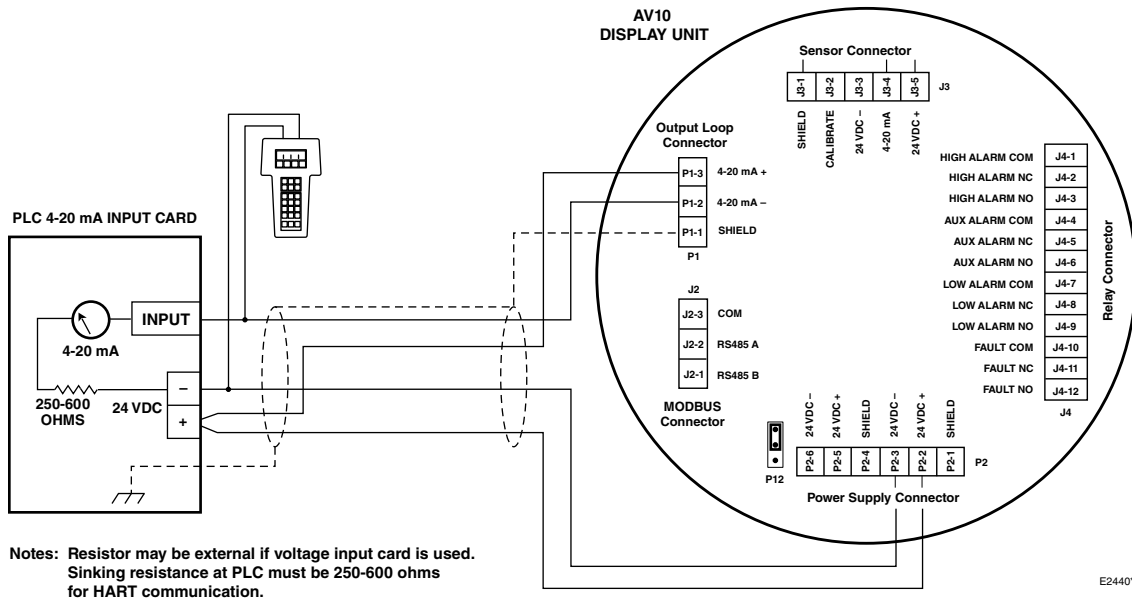 AV10
DISPLAY UNIT
Sensor Connector
J3-1
J3-2
J3-3
J3-4
J3-5
J3
SHIELD
CALIBRATE
24 VDC –
4-20 mA
24 VDC +
Output Loop
Connector
P1-3 4-20 mA +
P1-2 4-20 mA –
P1-1 SHIELD
P1
J2
J2-3 COM
J2-2 RS485 A
J2-1 RS485 B
MODBUS
Connector
HIGH ALARM COM J4-1
HIGH ALARM NC J4-2
HIGH ALARM NO J4-3
AUX ALARM COM J4-4
AUX ALARM NC J4-5
AUX ALARM NO J4-6
LOW ALARM COM J4-7
LOW ALARM NC J4-8
LOW ALARM NO J4-9
FAULT COM J4-10
FAULT NC J4-11
FAULT NO J4-12
J4
Relay Connector
PLC 4-20 mA INPUT CARD
INPUT
4-20 mA
250-600
OHMS
24 VDC
–
+
24 VDC –
24 VDC +
SHIELD
24 VDC –
24 VDC +
SHIELD
P12
P2-6
P2-5
P2-4
P2-3
P2-2
P2-1
P2
Power Supply Connector
Notes: Resistor may be external if voltage input card is used.
Sinking resistance at PLC must be 250-600 ohms
for HART communication.
E2440